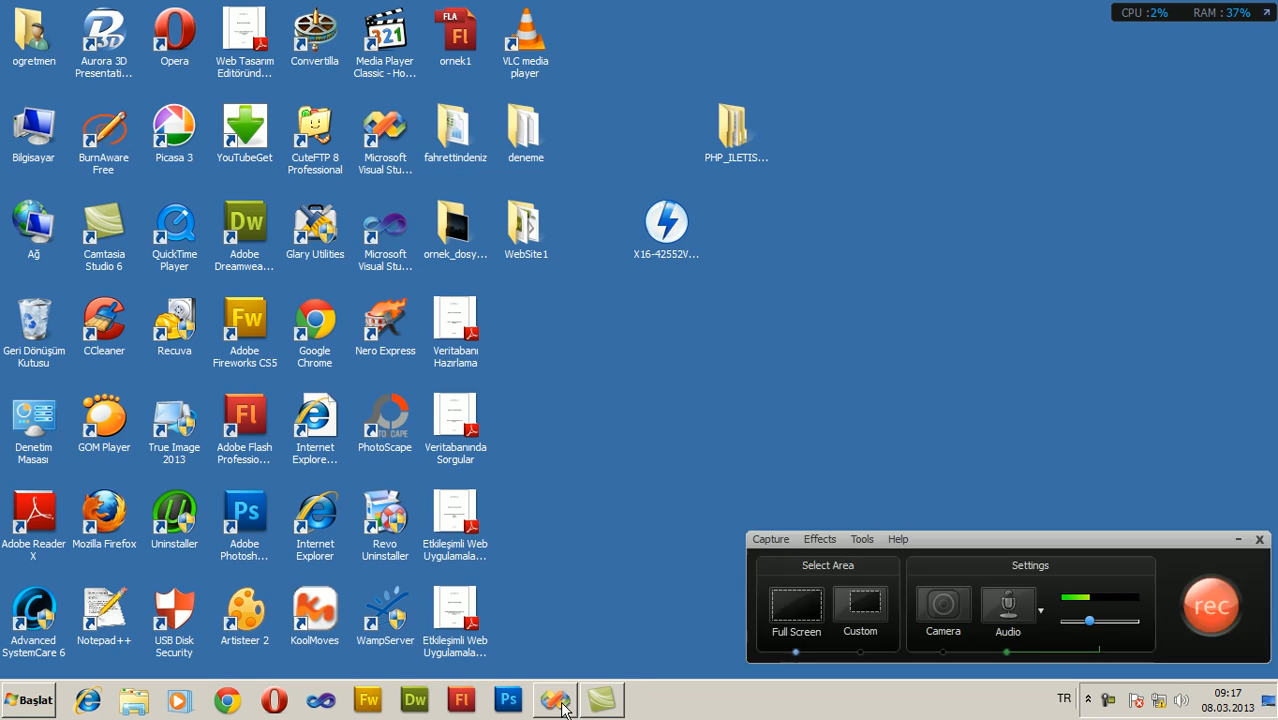 CPU : 2%
RAM : 37%
ogretmen
Aurora 3D
Presentati...
Opera
Web Tasarım
Editöründ...
Convertilla
Media Player
Classic - Ho...
ornek1
VLC media
player
Bilgisayar
BurnAware
Free
Picasa 3
YouTubeGet
CuteFTP 8
Professional
Microsoft
Visual Stu...
fahrettindeniz
deneme
PHP_ILETIS...
Ağ
Camtasia
Studio 6
QuickTime
Player
Adobe
Dreamwea...
Glary Utilities
Microsoft
Visual Stu...
ornek_dosy...
WebSite1
X16-42552V...
Geri Dönüşüm
Kutusu
CCleaner
Recuva
Adobe
Fireworks CS5
Google
Chrome
Nero Express
Veritabanı
Hazırlama
Denetim
Masası
GOM Player
True Image
2013
Adobe Flash
Professio...
Internet
Explore...
PhotoScape
Veritabanında
Sorgular
Adobe Reader
X
Mozilla Firefox
Uninstaller
Adobe
Photosh...
Internet
Explorer
Revo
Uninstaller
Etkileşimli Web
Uygulamala...
Advanced
SystemCare 6
Notepad++
USB Disk
Security
Artisteer 2
KoolMoves
WampServer
Etkileşimli Web
Uygulamala...
Capture Effects Tools Help
Select Area
Settings
Full Screen
Custom
Camera
Audio
rec
Başlat
Fw
Dw
Fl
Ps
TR
09:17
08.03.2013